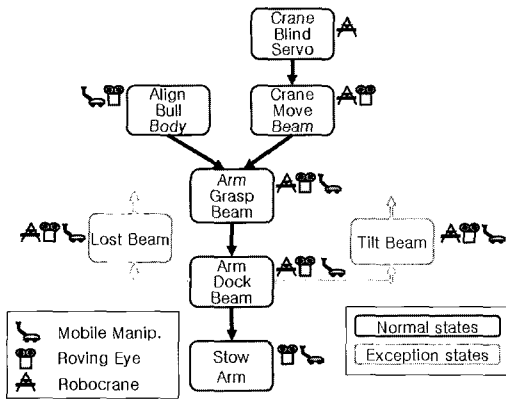 Crane
Blind
Servo
Align
Bull
Body
Crane
Move
Beam
Arm
Grasp
Beam
Lost Beam
Tilt Beam
Arm
Dock
Beam
Mobile Manip.
Roving Eye
Robocrane
Stow
Arm
Normal states
Exception states